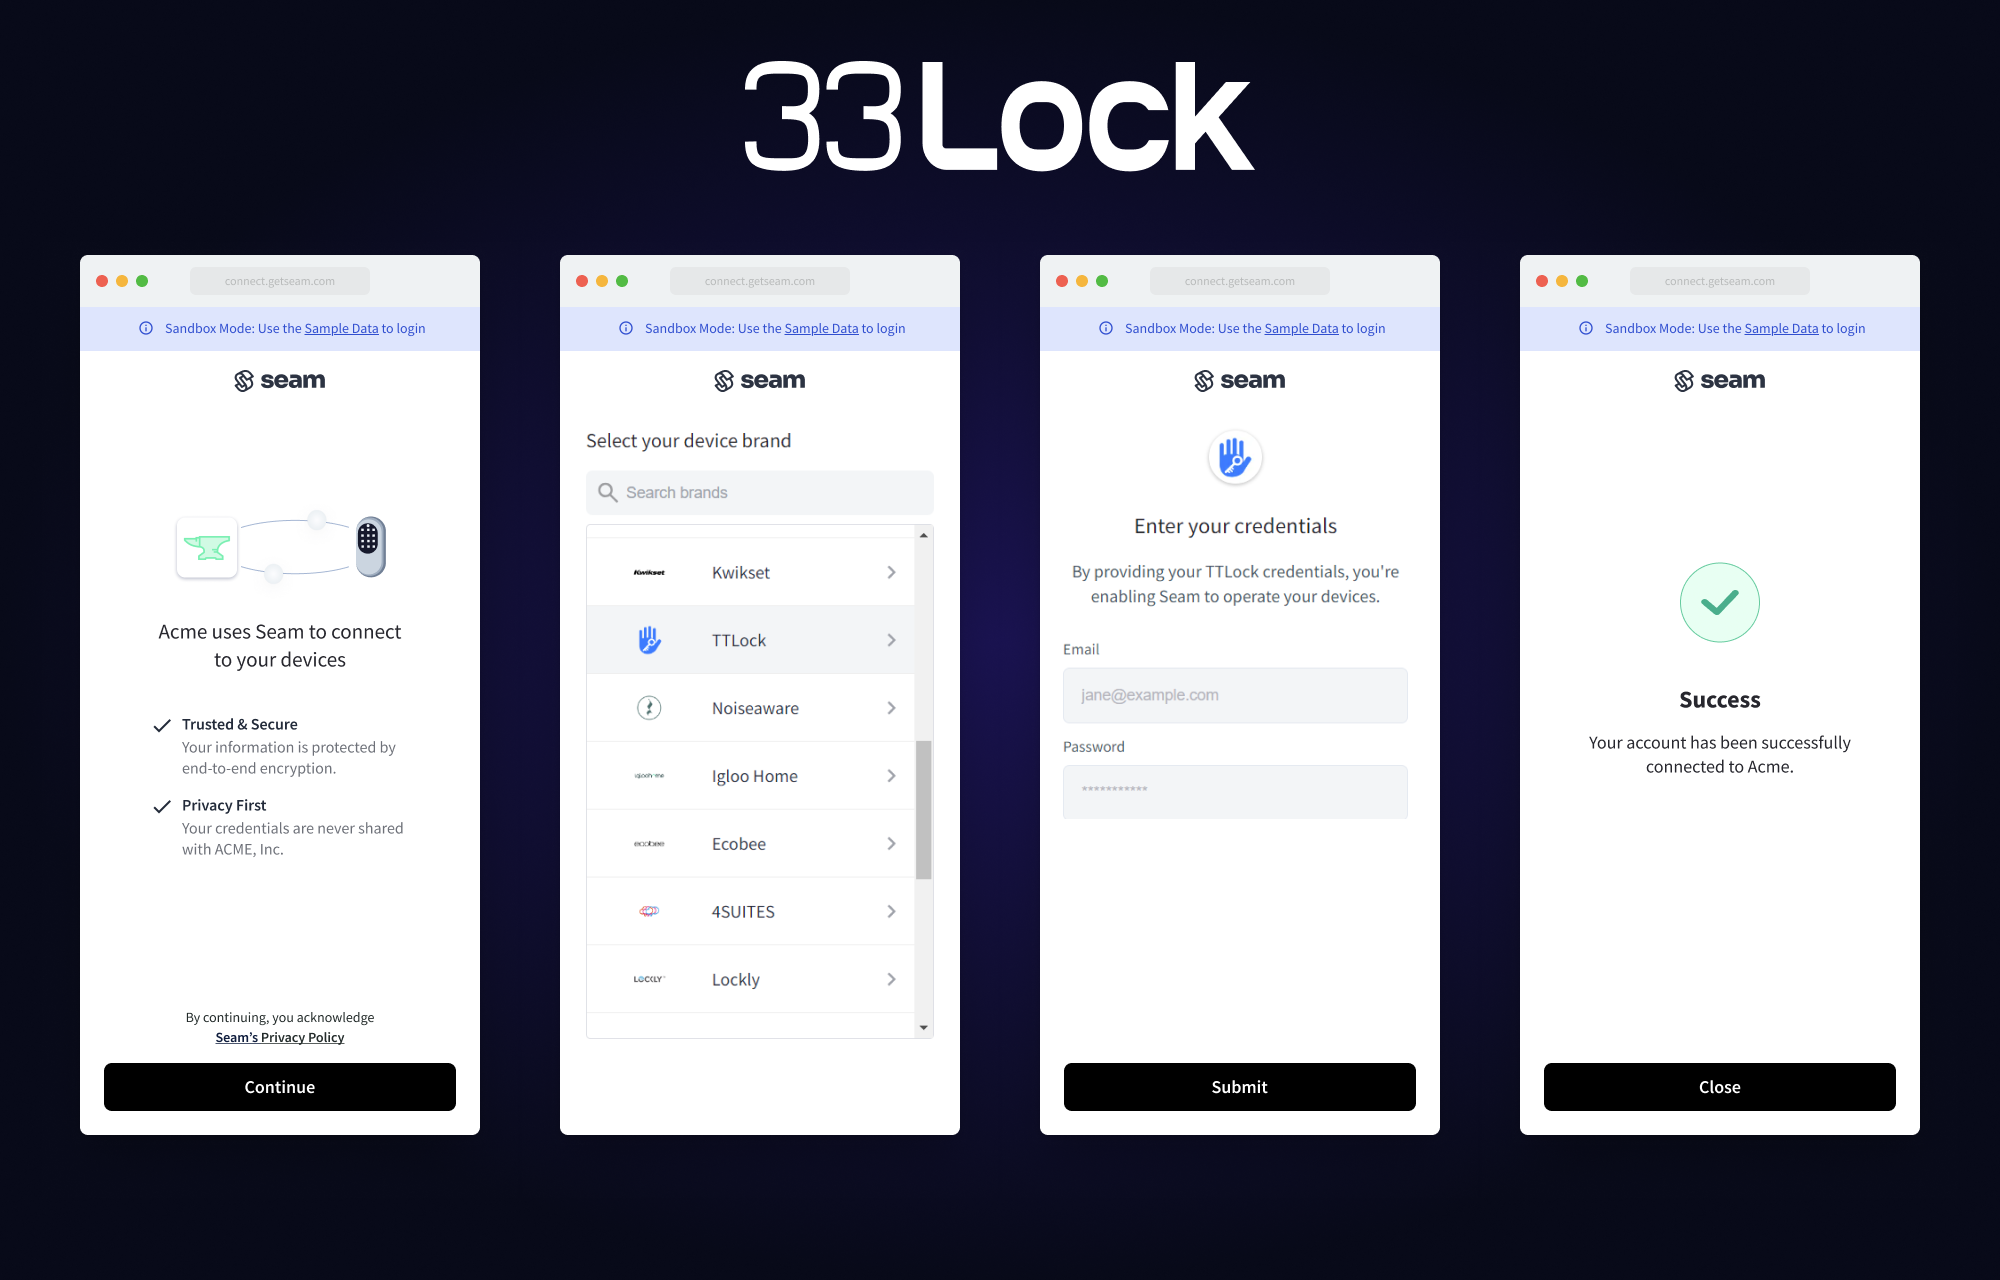 33Lock
connect.getseam.com
Sandbox Mode: Use the Sample Data to login
seam
Acme uses Seam to connect
to your devices
Trusted & Secure
Your information is protected by
end-to-end encryption.
Privacy First
Your credentials are never shared
with ACME, Inc.
By continuing, you acknowledge
Seam's Privacy Policy
Continue
connect.getseam.com
Sandbox Mode: Use the Sample Data to login
seam
Select your device brand
Search brands
Kwikset Kwikset
TTLock
Noiseaware
igloohome Igloo Home
ecobee Ecobee
4SUITES
LOCKLY Lockly
connect.getseam.com
Sandbox Mode: Use the Sample Data to login
seam
Enter your credentials
By providing your TTLock credentials, you're
enabling Seam to operate your devices.
Email
jane@example.com
Password
***********
Submit
connect.getseam.com
Sandbox Mode: Use the Sample Data to login
seam
Success
Your account has been successfully
connected to Acme.
Close